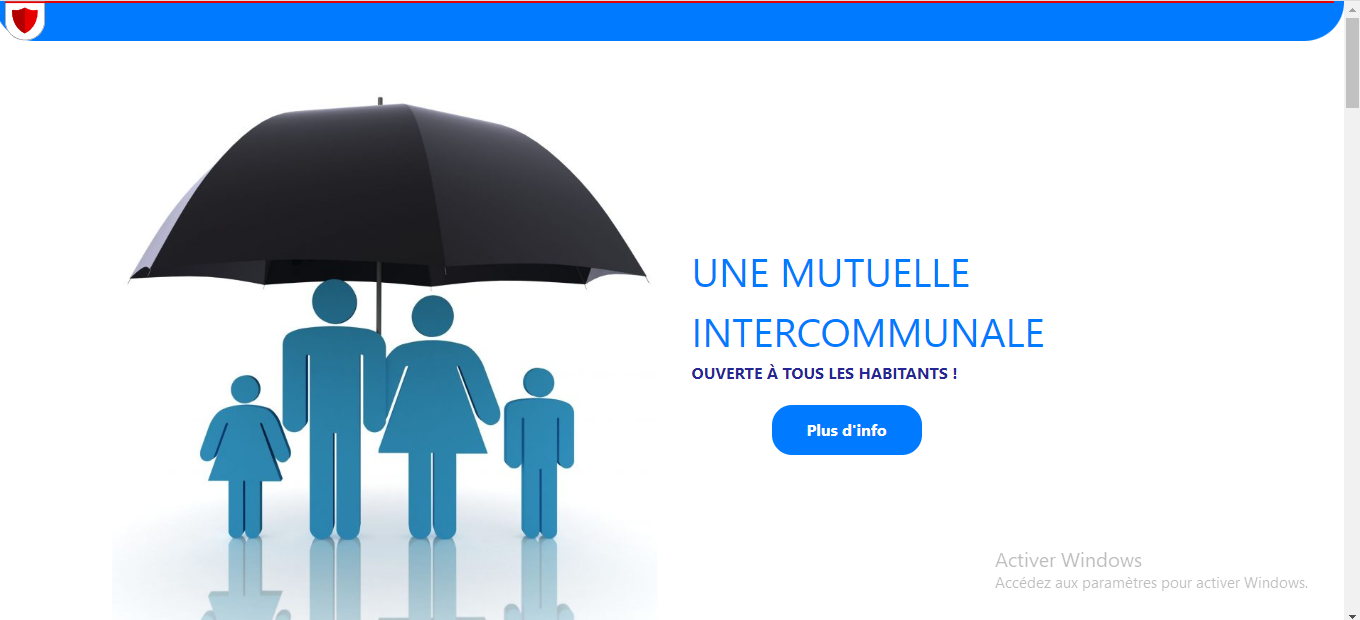 UNE MUTUELLE
INTERCOMMUNALE
OUVERTE À TOUS LES HABITANTS !
Plus d'info
Activer Windows
Accédez aux paramètres pour activer Windows.